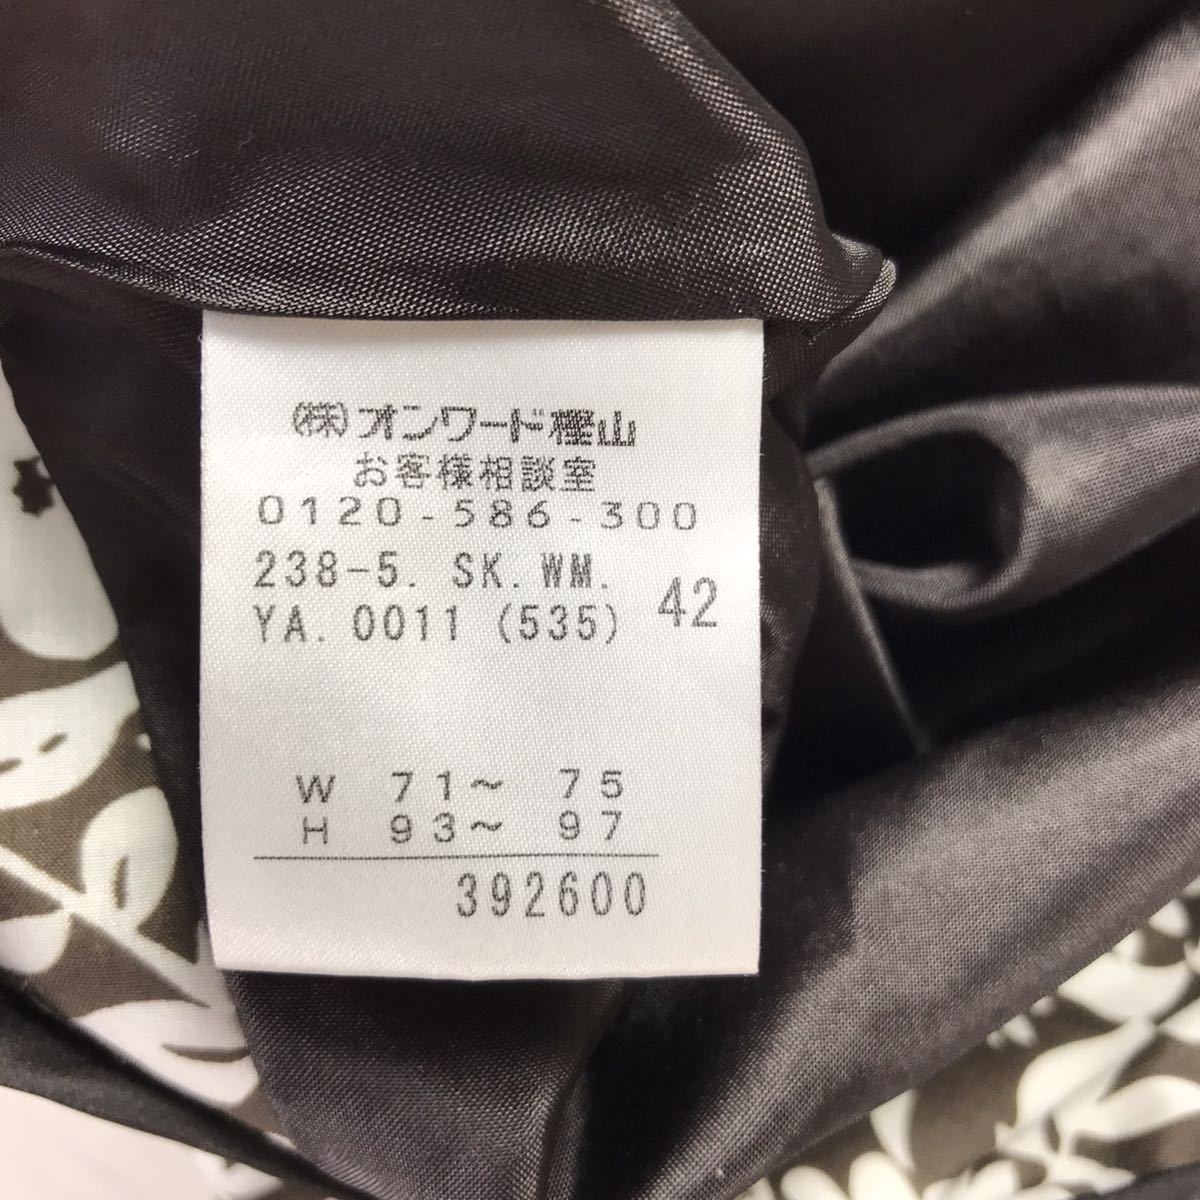 ㈱オンワード樫山
お客様相談室
0120-586-300
238-5. SK. WM.
YA. 0011 (535) 42
W 71～ 75
H 93～ 97
392600